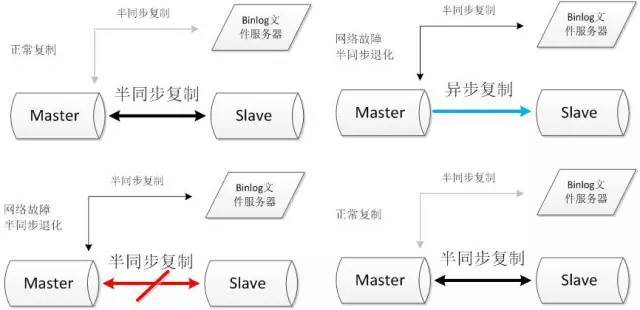 半同步复制
Binlog文
件服务器
正常复制
半同步复制
Master
Slave
半同步复制
Binlog文
件服务器
网络故障
半同步退化
异步复制
Master
Slave
半同步复制
Binlog文
件服务器
网络故障
半同步退化
半同步复制
Master
Slave
半同步复制
Binlog文
件服务器
正常复制
半同步复制
Master
Slave